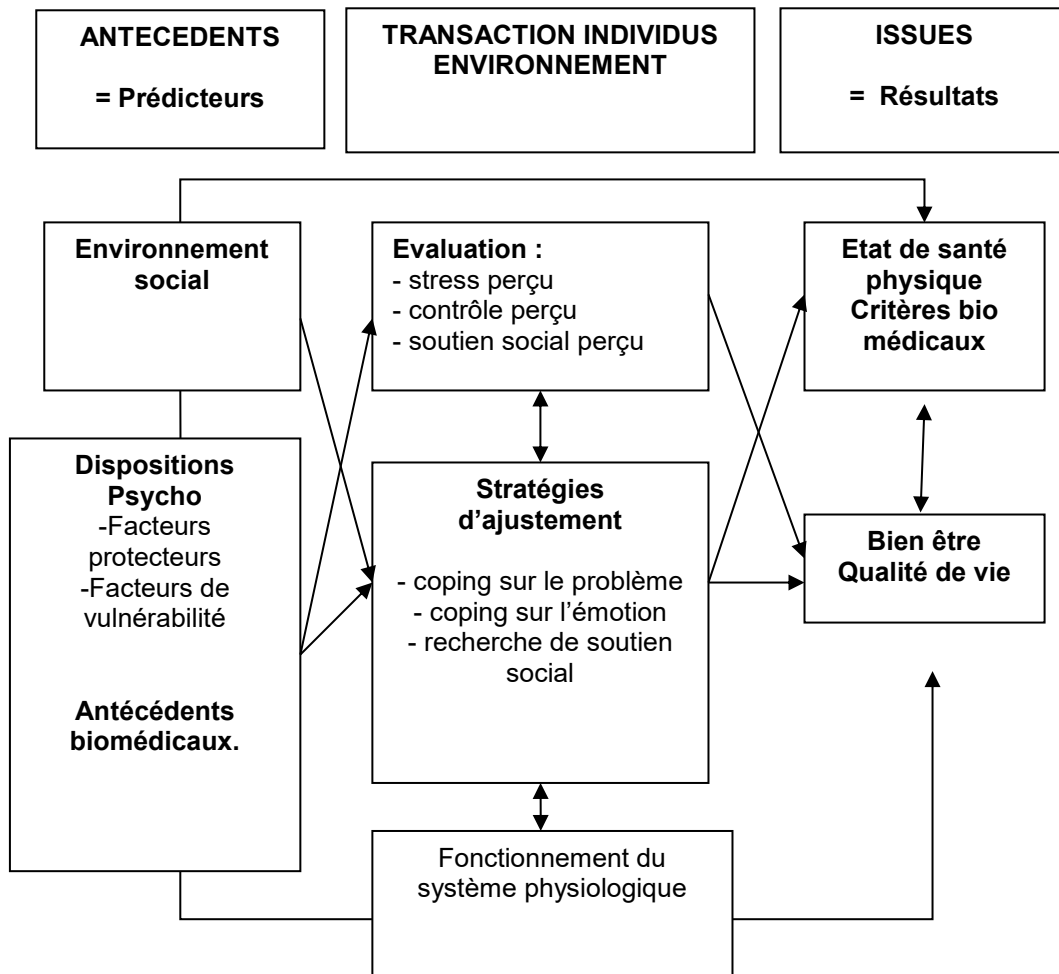 ANTECEDENTS
= Prédicteurs
TRANSACTION INDIVIDUS
ENVIRONNEMENT
ISSUES
= Résultats
Environnement
social
Evaluation :
- stress perçu
- contrôle perçu
- soutien social perçu
Etat de santé
physique
Critères bio
médicaux
Dispositions
Psycho
-Facteurs
protecteurs
-Facteurs de
vulnérabilité
Antécédents
biomédicaux.
Stratégies
d'ajustement
- coping sur le problème
- coping sur l'émotion
- recherche de soutien
social
Bien être
Qualité de vie
Fonctionnement du
système physiologique